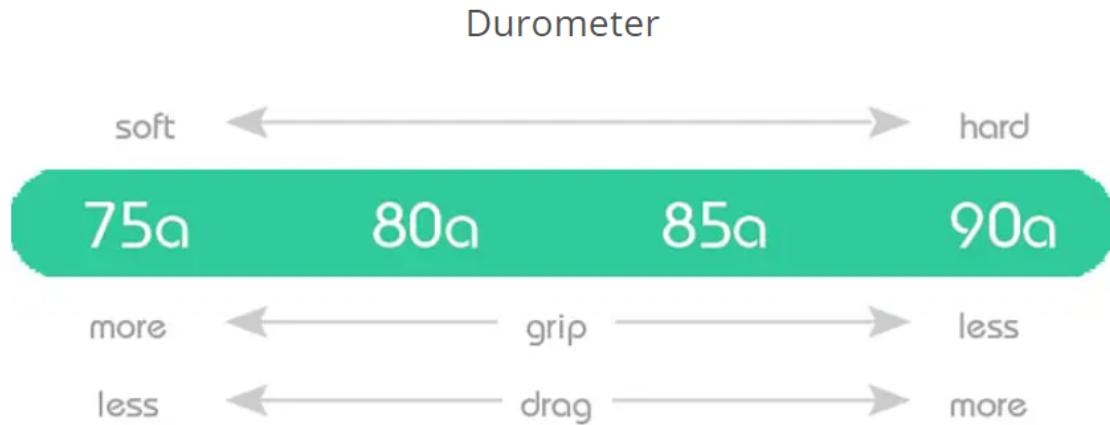 Durometer
soft hard
75a 80a 85a 90a
more grip less
less drag more